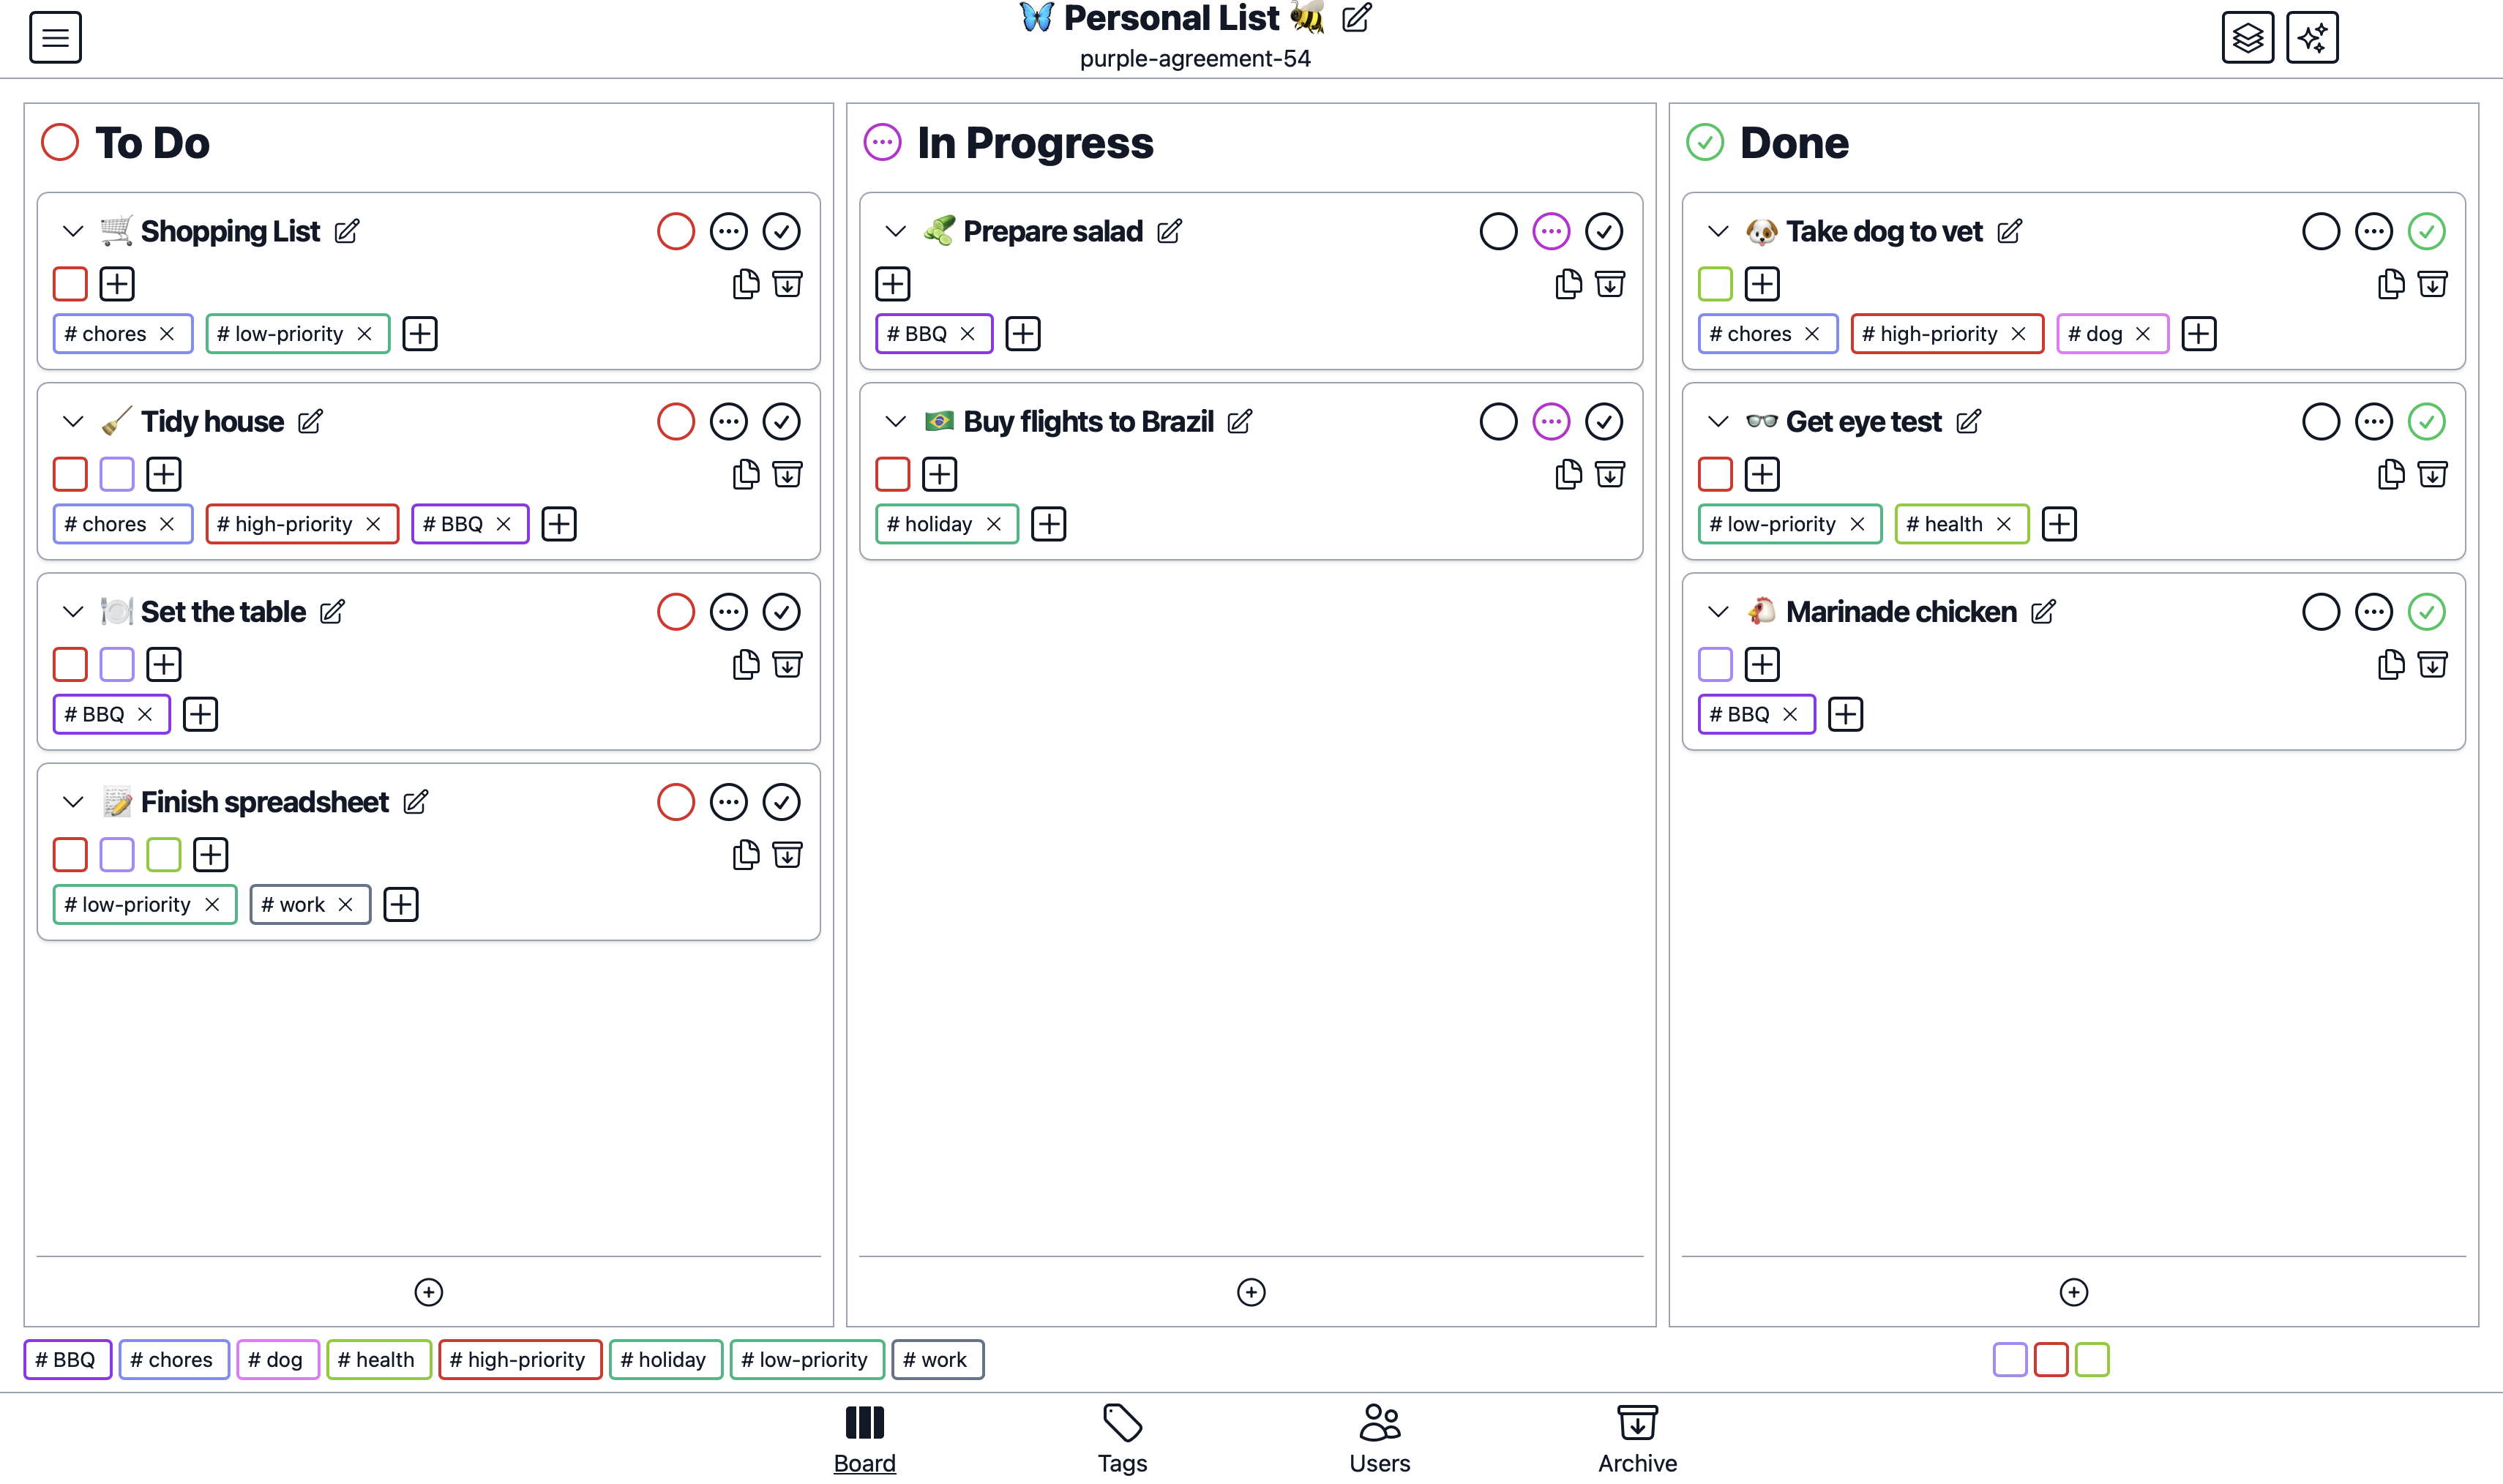 Personal List
purple-agreement-54
To Do
Shopping List
# chores
# low-priority
Tidy house
# chores
# high-priority
# BBQ
Set the table
# BBQ
Finish spreadsheet
# low-priority
# work
In Progress
Prepare salad
# BBQ
Buy flights to Brazil
# holiday
Done
Take dog to vet
# chores
# high-priority
# dog
Get eye test
# low-priority
# health
Marinade chicken
# BBQ
# BBQ
# chores
# dog
# health
# high-priority
# holiday
# low-priority
# work
Board
Tags
Users
Archive